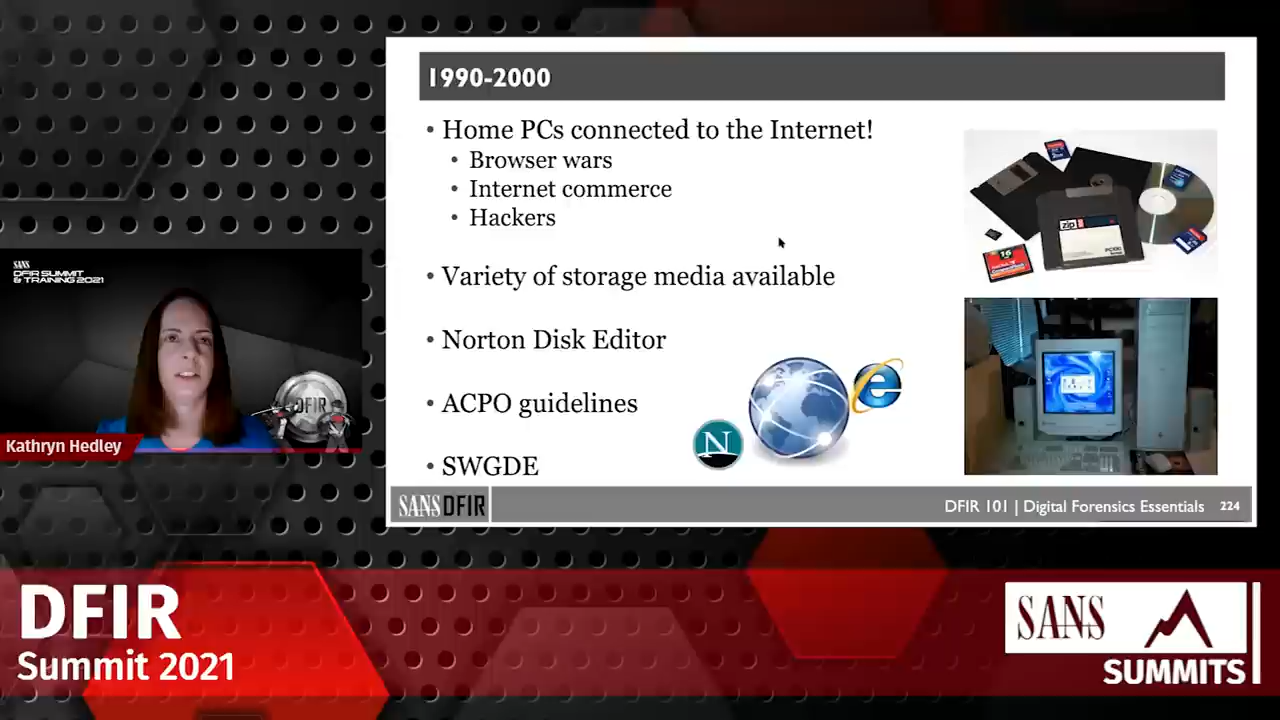 1990-2000
• Home PCs connected to the Internet!
• Browser wars
• Internet commerce
• Hackers
• Variety of storage media available
• Norton Disk Editor
• ACPO guidelines
• SWGDE
zip
N
e
SANS DFIR
DFIR 101 | Digital Forensics Essentials 224
SANS
DFIR SUMMIT
& TRAINING 2021
DFIR
Kathryn Hedley
DFIR
Summit 2021
SANS
SUMMITS